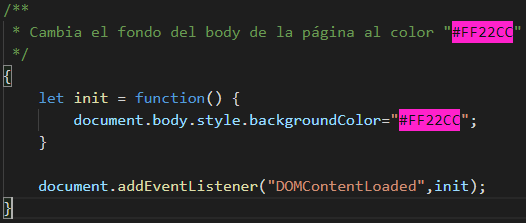 /**
 * Cambia el fondo del body de la página al color "#FF22CC"
 */
{
    let init = function() {
        document.body.style.backgroundColor="#FF22CC";
    }

    document.addEventListener("DOMContentLoaded",init);
}